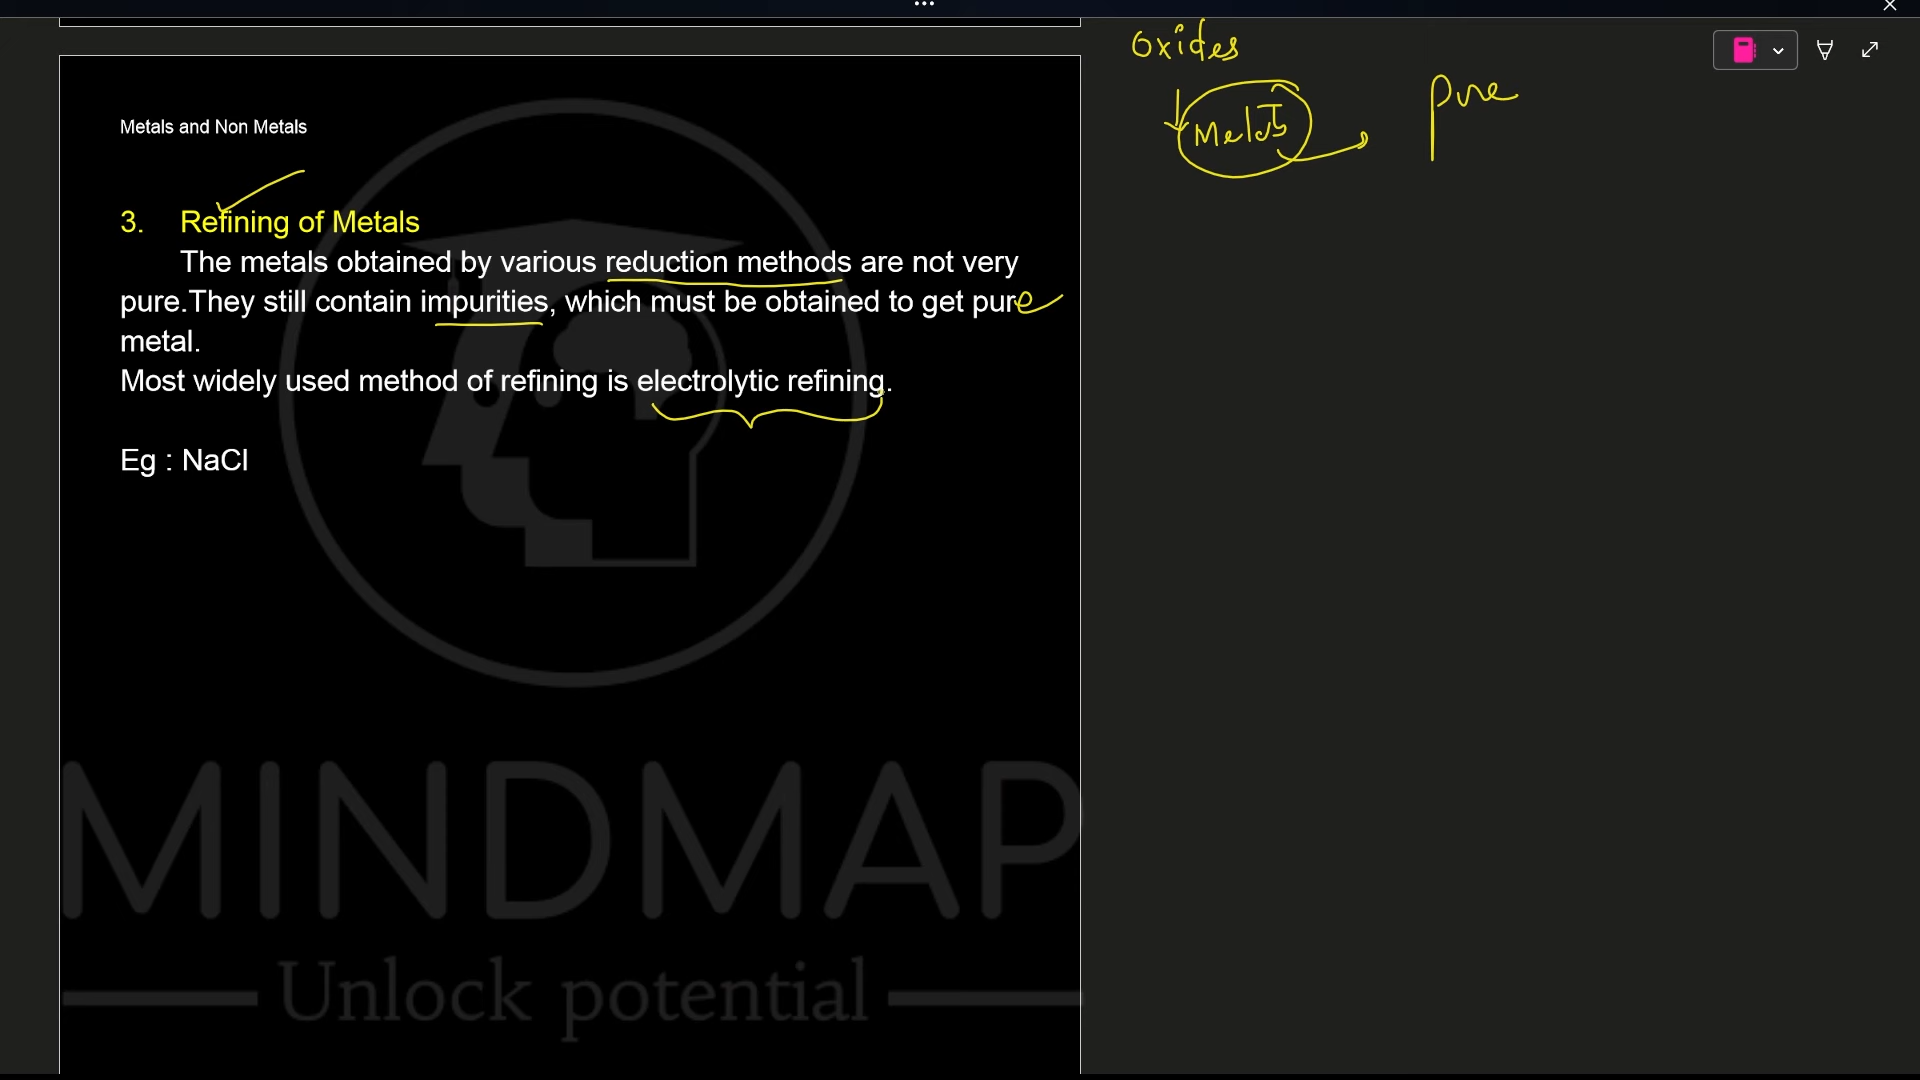 Oxides
Metals
Pure
Metals and Non Metals
3. Refining of Metals
The metals obtained by various reduction methods are not very
pure.They still contain impurities, which must be obtained to get pure
metal.
Most widely used method of refining is electrolytic refining.
Eg : NaCl
MINDMAP
Unlock potential